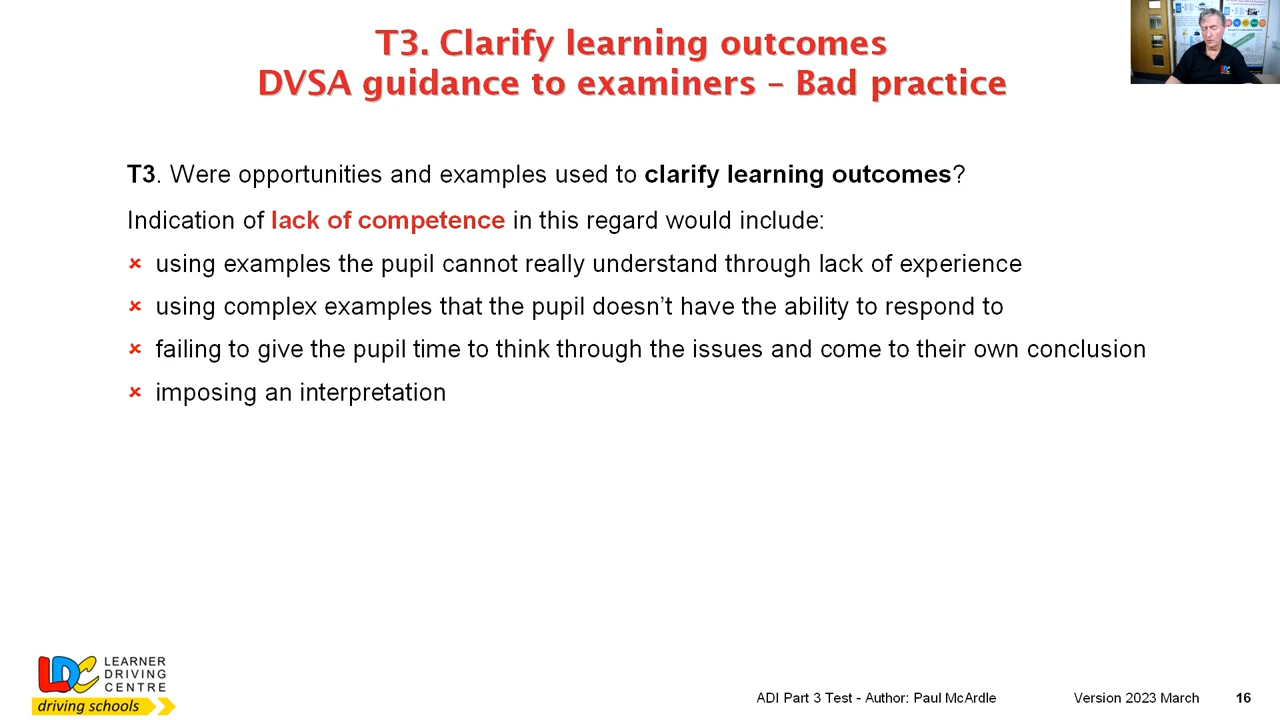 T3. Clarify learning outcomes
DVSA guidance to examiners – Bad practice
T3. Were opportunities and examples used to clarify learning outcomes?
Indication of lack of competence in this regard would include:
× using examples the pupil cannot really understand through lack of experience
× using complex examples that the pupil doesn’t have the ability to respond to
× failing to give the pupil time to think through the issues and come to their own conclusion
× imposing an interpretation
LDC
LEARNER
DRIVING
CENTRE
driving schools
ADI Part 3 Test - Author: Paul McArdle
Version 2023 March
16